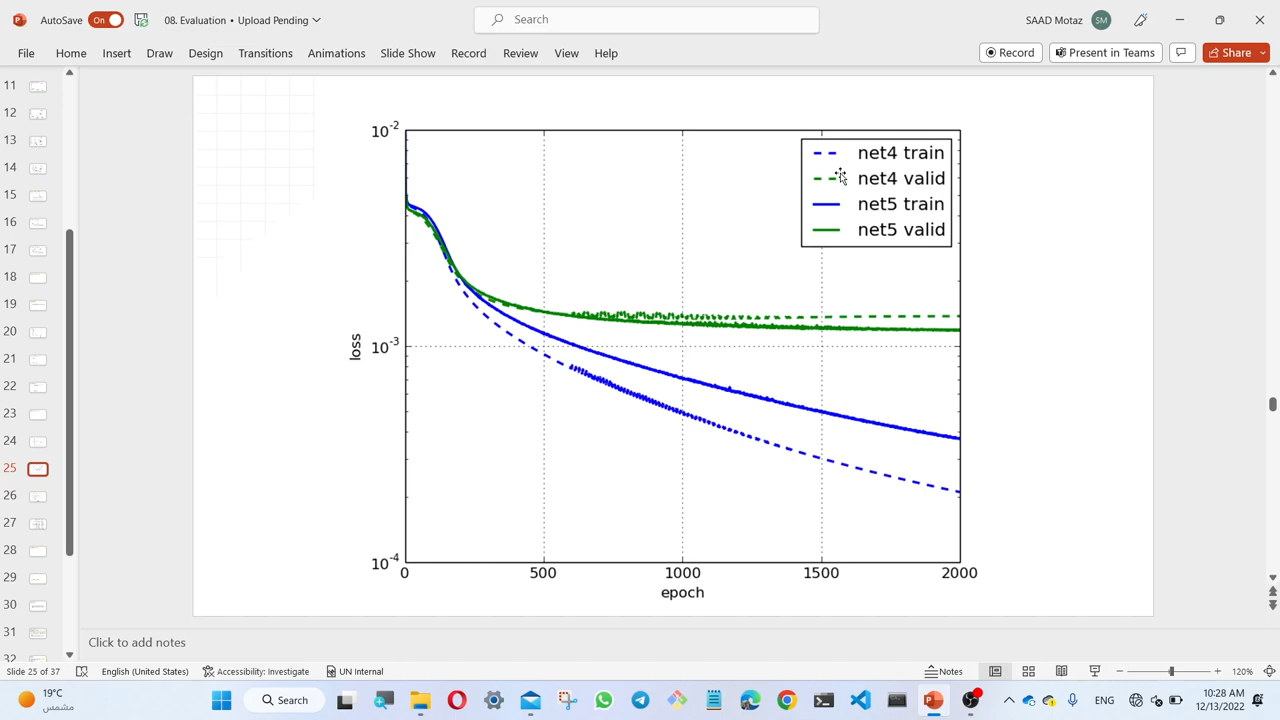 AutoSave On 08. Evaluation • Upload Pending Search SAAD Motaz SM
File Home Insert Draw Design Transitions Animations Slide Show Record Review View Help Record Present in Teams Share
11
12
13
14
15
16
17
18
19
20
21
22
23
24
25
26
27
28
29
30
31
32
10-2
net4 train
net4 valid
net5 train
net5 valid
loss
10-3
10-4
0 500 1000 1500 2000
epoch
Click to add notes
Slide 25 of 37 English (United States) Accessibility: Investigate UN Internal Notes 120%
19°C
مشمس
Search
ENG
10:28 AM
12/13/2022